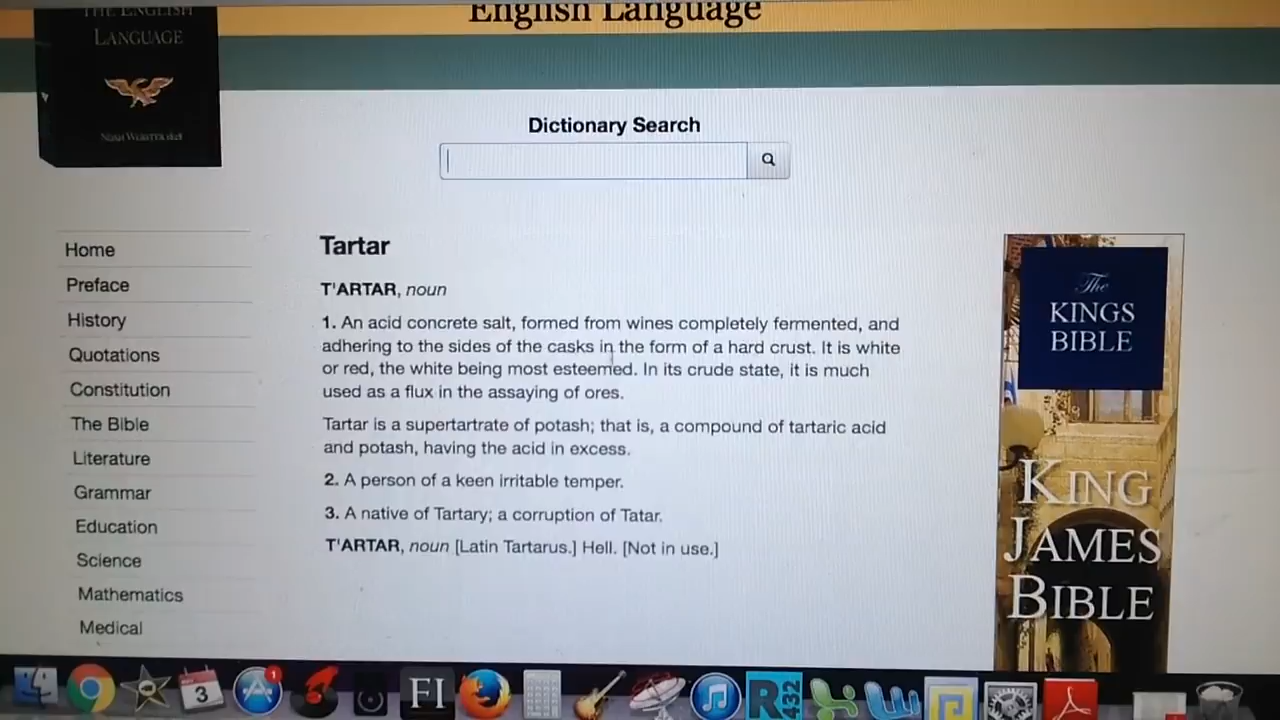 English Language
THE ENGLISH
LANGUAGE
NOAH WEBSTER 1828
Dictionary Search
Home
Preface
History
Quotations
Constitution
The Bible
Literature
Grammar
Education
Science
Mathematics
Medical
Tartar
T'ARTAR, noun
1. An acid concrete salt, formed from wines completely fermented, and
adhering to the sides of the casks in the form of a hard crust. It is white
or red, the white being most esteemed. In its crude state, it is much
used as a flux in the assaying of ores.
Tartar is a supertartrate of potash; that is, a compound of tartaric acid
and potash, having the acid in excess.
2. A person of a keen irritable temper.
3. A native of Tartary; a corruption of Tatar.
T'ARTAR, noun [Latin Tartarus.] Hell. [Not in use.]
The
KINGS
BIBLE
KING
JAMES
BIBLE
3
1
FI
R
432